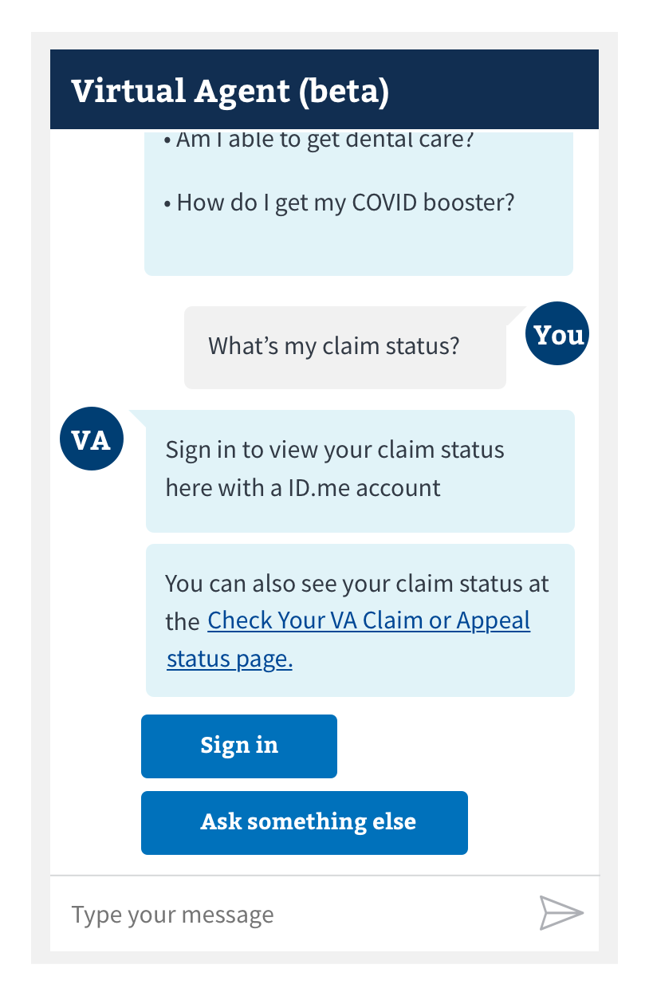 Virtual Agent (beta)
• Am I able to get dental care?
• How do I get my COVID booster?
What’s my claim status?
You
VA
Sign in to view your claim status
here with a ID.me account
You can also see your claim status at
the Check Your VA Claim or Appeal
status page.
Sign in
Ask something else
Type your message